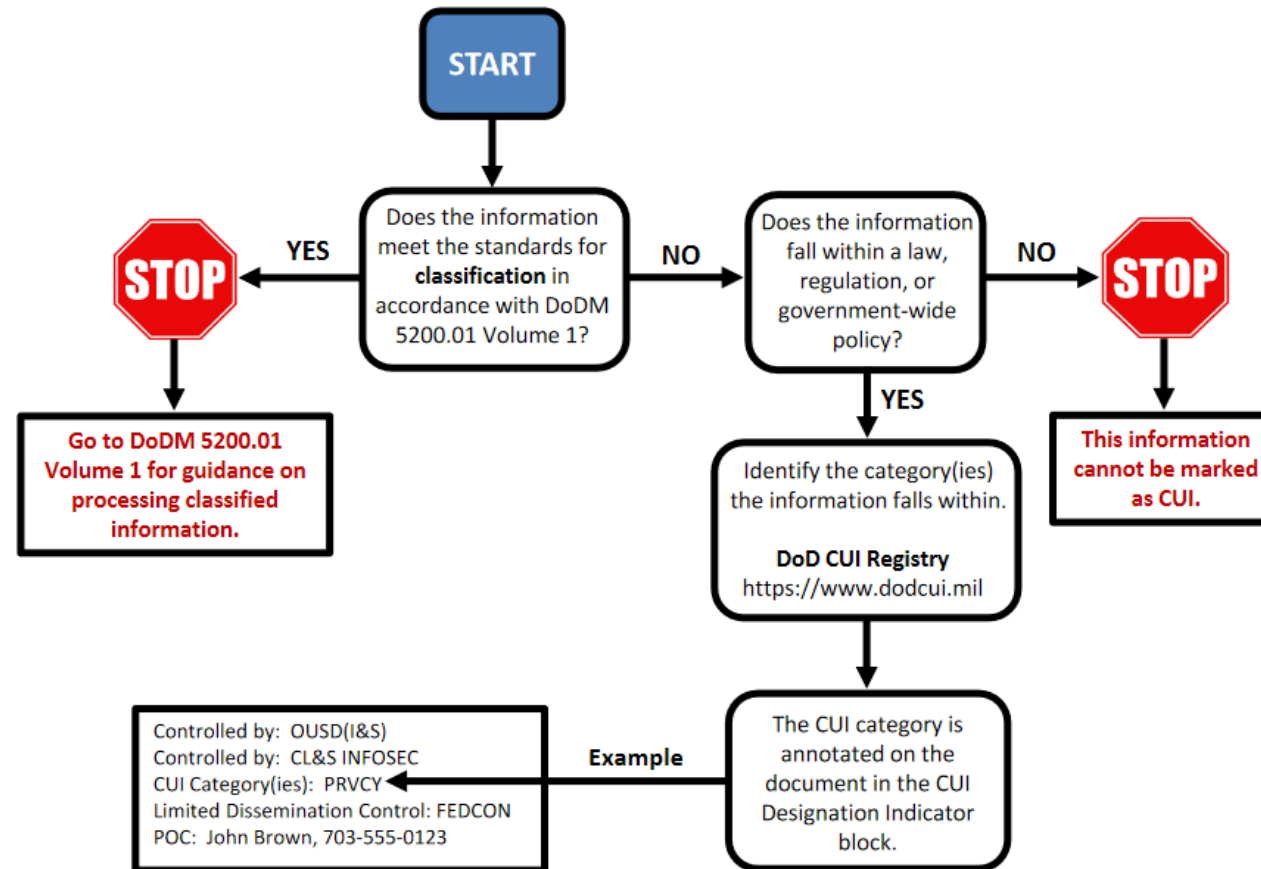 START
Does the information
meet the standards for
classification in
accordance with DoDM
5200.01 Volume 1?
YES
STOP
Go to DoDM 5200.01
Volume 1 for guidance on
processing classified
information.
NO
Does the information
fall within a law,
regulation, or
government-wide
policy?
NO
STOP
This information
cannot be marked
as CUI.
YES
Identify the category(ies)
the information falls within.
DoD CUI Registry
https://www.dodcui.mil
The CUI category is
annotated on the
document in the CUI
Designation Indicator
block.
Example
Controlled by: OUSD(I&S)
Controlled by: CL&S INFOSEC
CUI Category(ies): PRVCY
Limited Dissemination Control: FEDCON
POC: John Brown, 703-555-0123